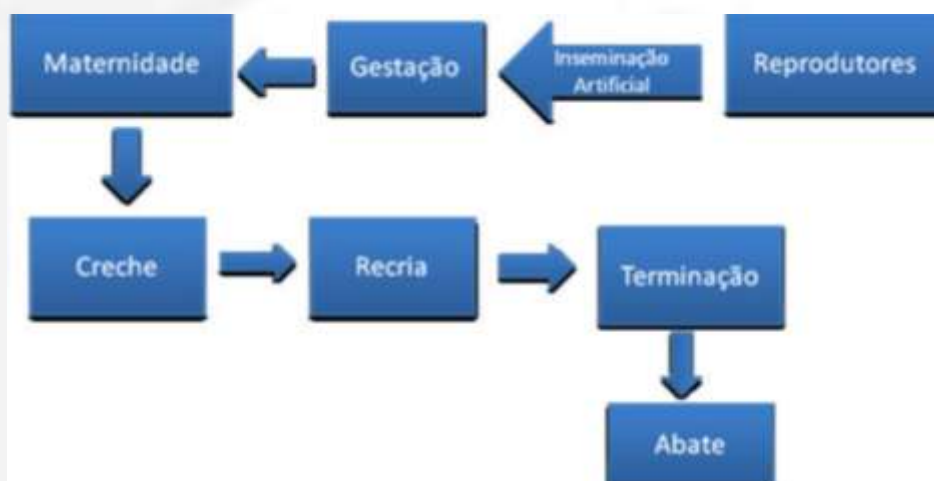 Maternidade
Gestação
Inseminação
Artificial
Reprodutores
Creche
Recria
Terminação
Abate